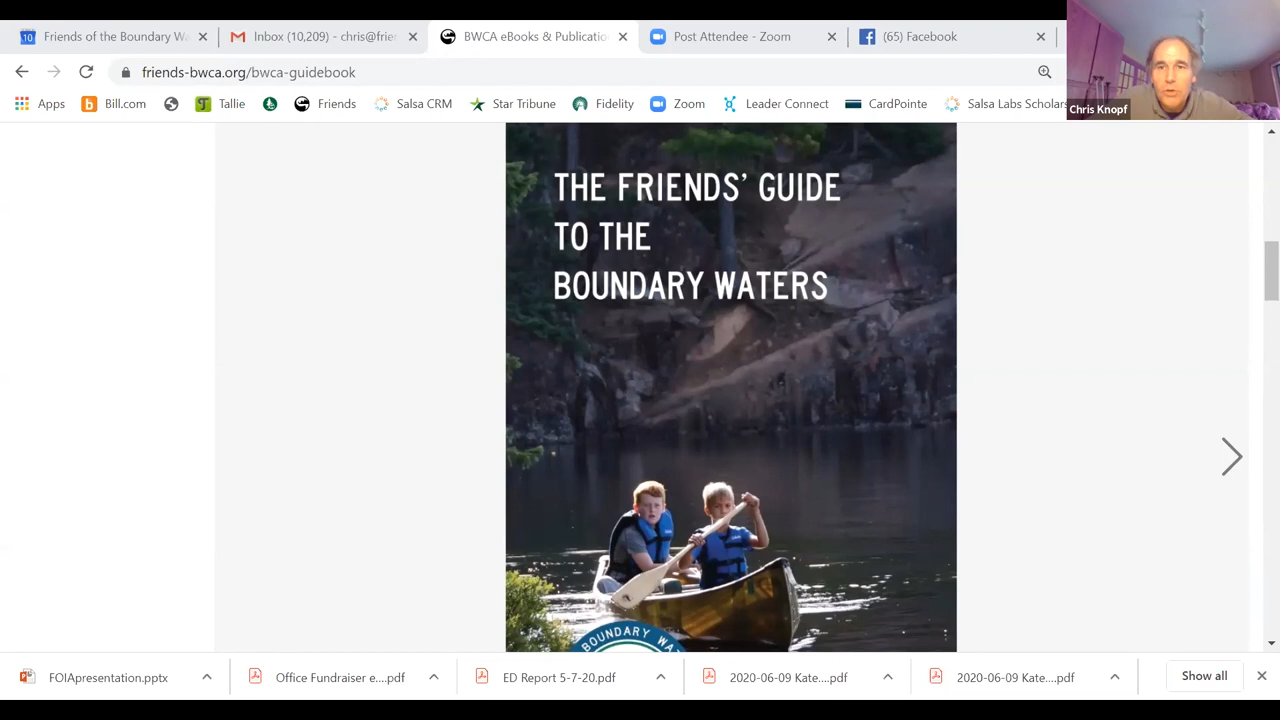 Friends of the Boundary Wa
Inbox (10,209) - chris@frien
BWCA eBooks & Publicatio
Post Attendee - Zoom
(65) Facebook
friends-bwca.org/bwca-guidebook
Apps
Bill.com
Tallie
Friends
Salsa CRM
Star Tribune
Fidelity
Zoom
Leader Connect
CardPointe
Salsa Labs Scholars
Chris Knopf
THE FRIENDS' GUIDE
TO THE
BOUNDARY WATERS
BOUNDARY WA
FOIApresentation.pptx
Office Fundraiser e....pdf
ED Report 5-7-20.pdf
2020-06-09 Kate....pdf
2020-06-09 Kate....pdf
Show all